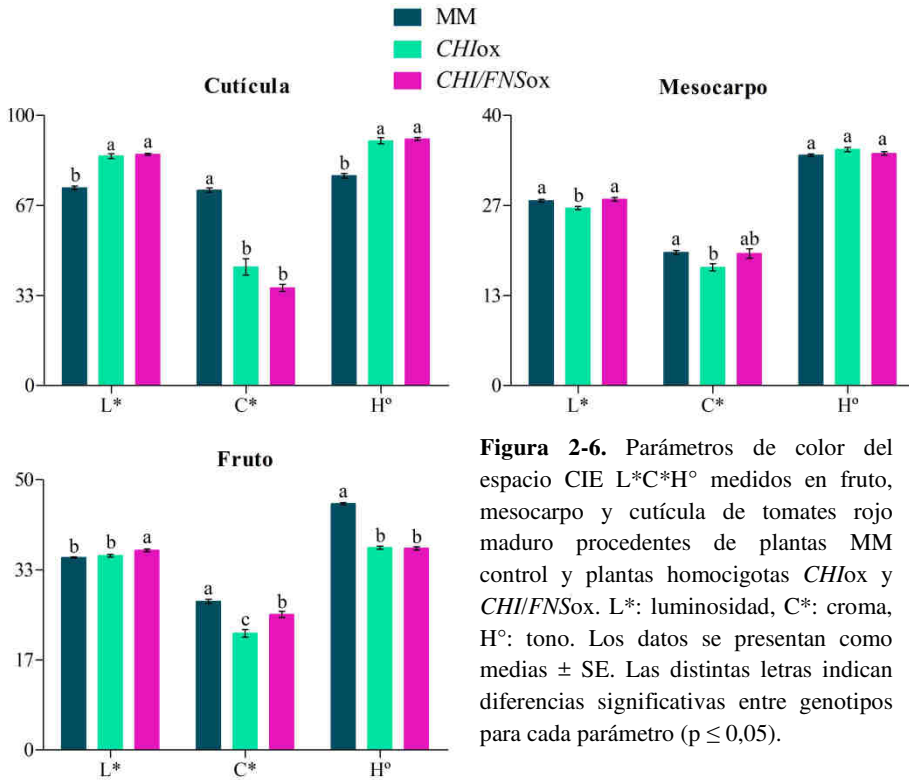 MM
CHIox
CHI/FNSox
Cutícula
100
67
33
0
b a a
a b b
b a a
L* C* H°
Mesocarpo
40
27
13
0
a b a
a b ab
a a a
L* C* H°
Fruto
50
33
17
0
b b a
a c b
a b b
L* C* H°
Figura 2-6. Parámetros de color del
espacio CIE L*C*H° medidos en fruto,
mesocarpo y cutícula de tomates rojo
maduro procedentes de plantas MM
control y plantas homocigotas CHIox y
CHI/FNSox. L*: luminosidad, C*: croma,
H°: tono. Los datos se presentan como
medias ± SE. Las distintas letras indican
diferencias significativas entre genotipos
para cada parámetro (p ≤ 0,05).